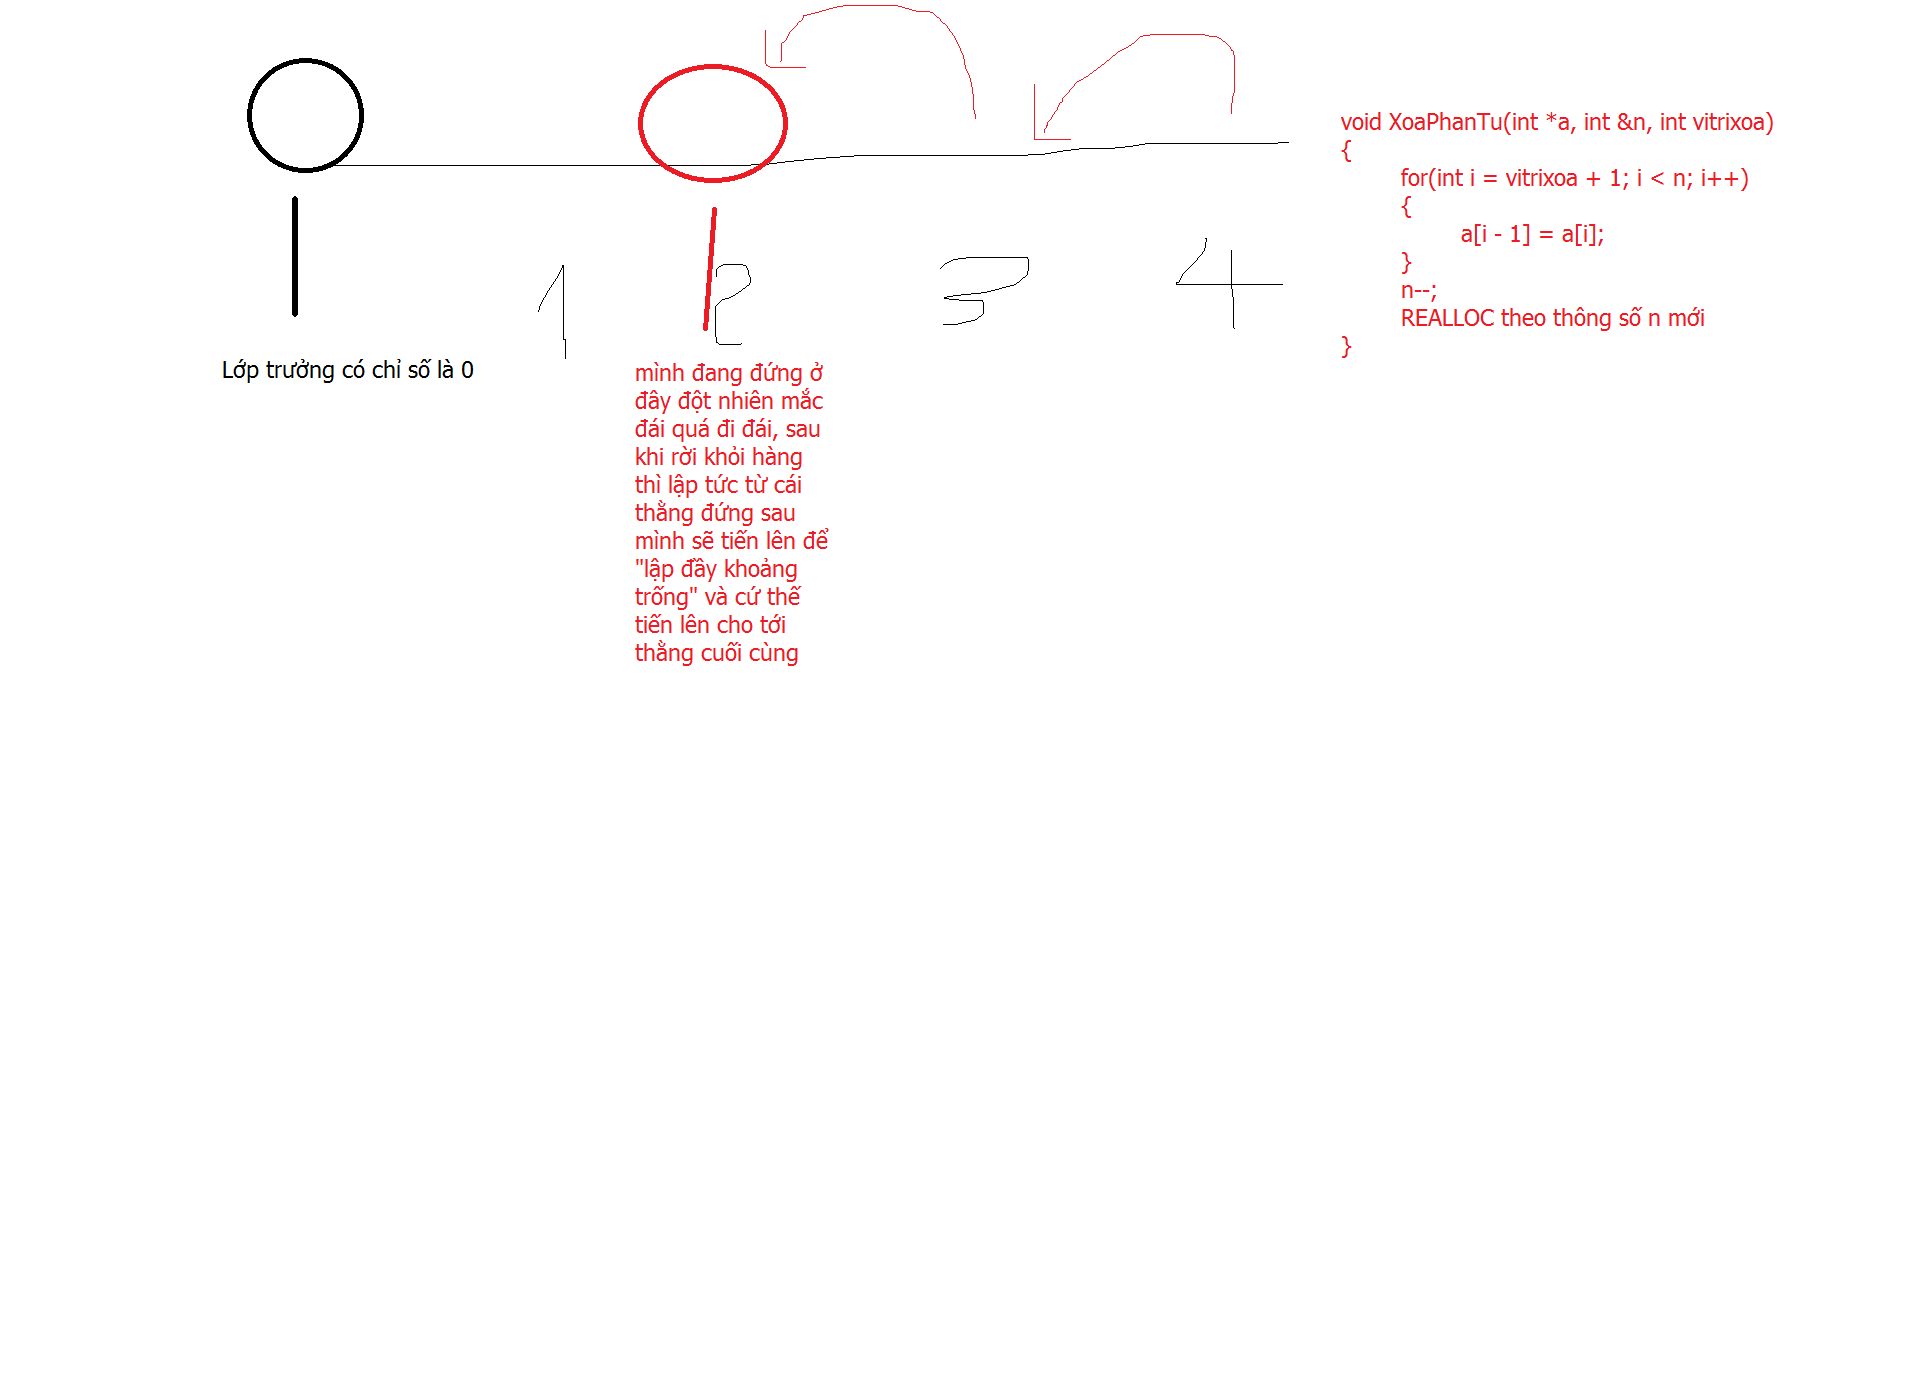 Lớp trưởng có chỉ số là 0
1
2
3
4
mình đang đứng ở
đây đột nhiên mắc
đái quá đi đái, sau
khi rời khỏi hàng
thì lập tức từ cái
thằng đứng sau
mình sẽ tiến lên để
"lập đầy khoảng
trống" và cứ thế
tiến lên cho tới
thằng cuối cùng
void XoaPhanTu(int *a, int &n, int vitrixoa)
{
for(int i = vitrixoa + 1; i < n; i++)
{
a[i - 1] = a[i];
}
n--;
REALLOC theo thông số n mới
}